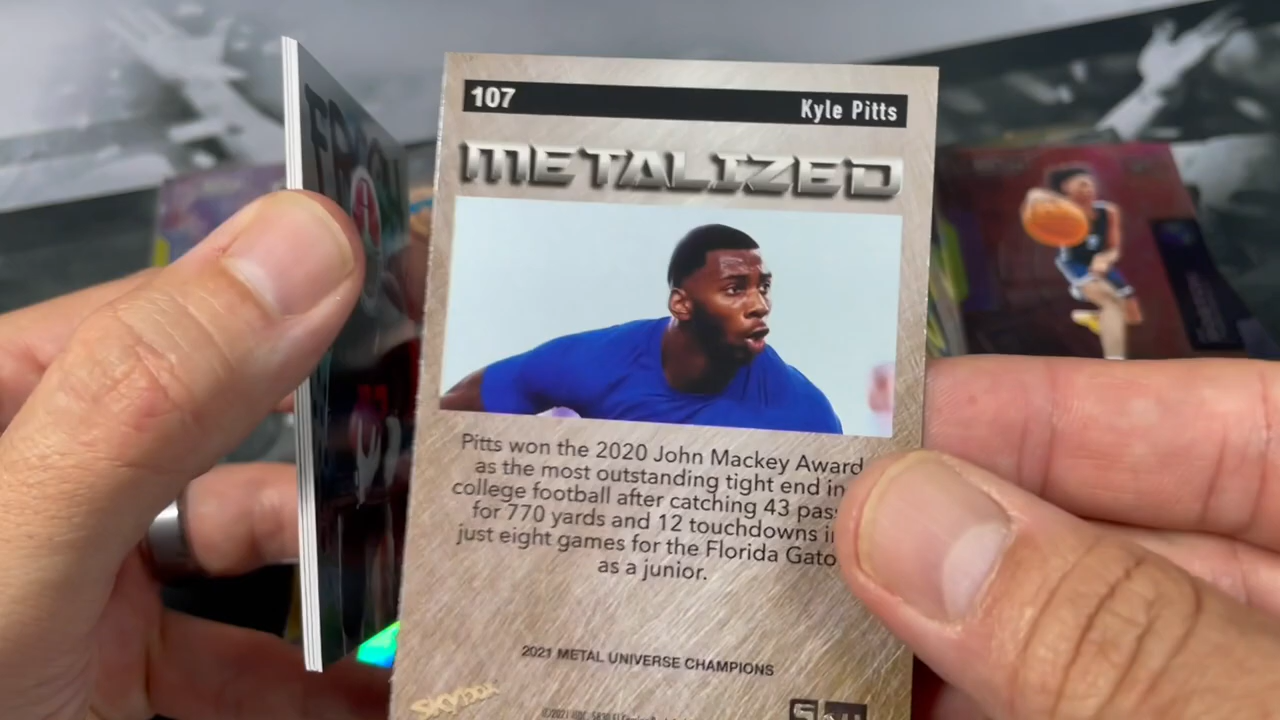 107
Kyle Pitts
METALIZED
Pitts won the 2020 John Mackey Award
as the most outstanding tight end in
college football after catching 43
for 770 yards and 12 touchdowns
just eight games for the Florida
as a junior.
2021 METAL UNIVERSE CHAMPIONS
SKYBOX